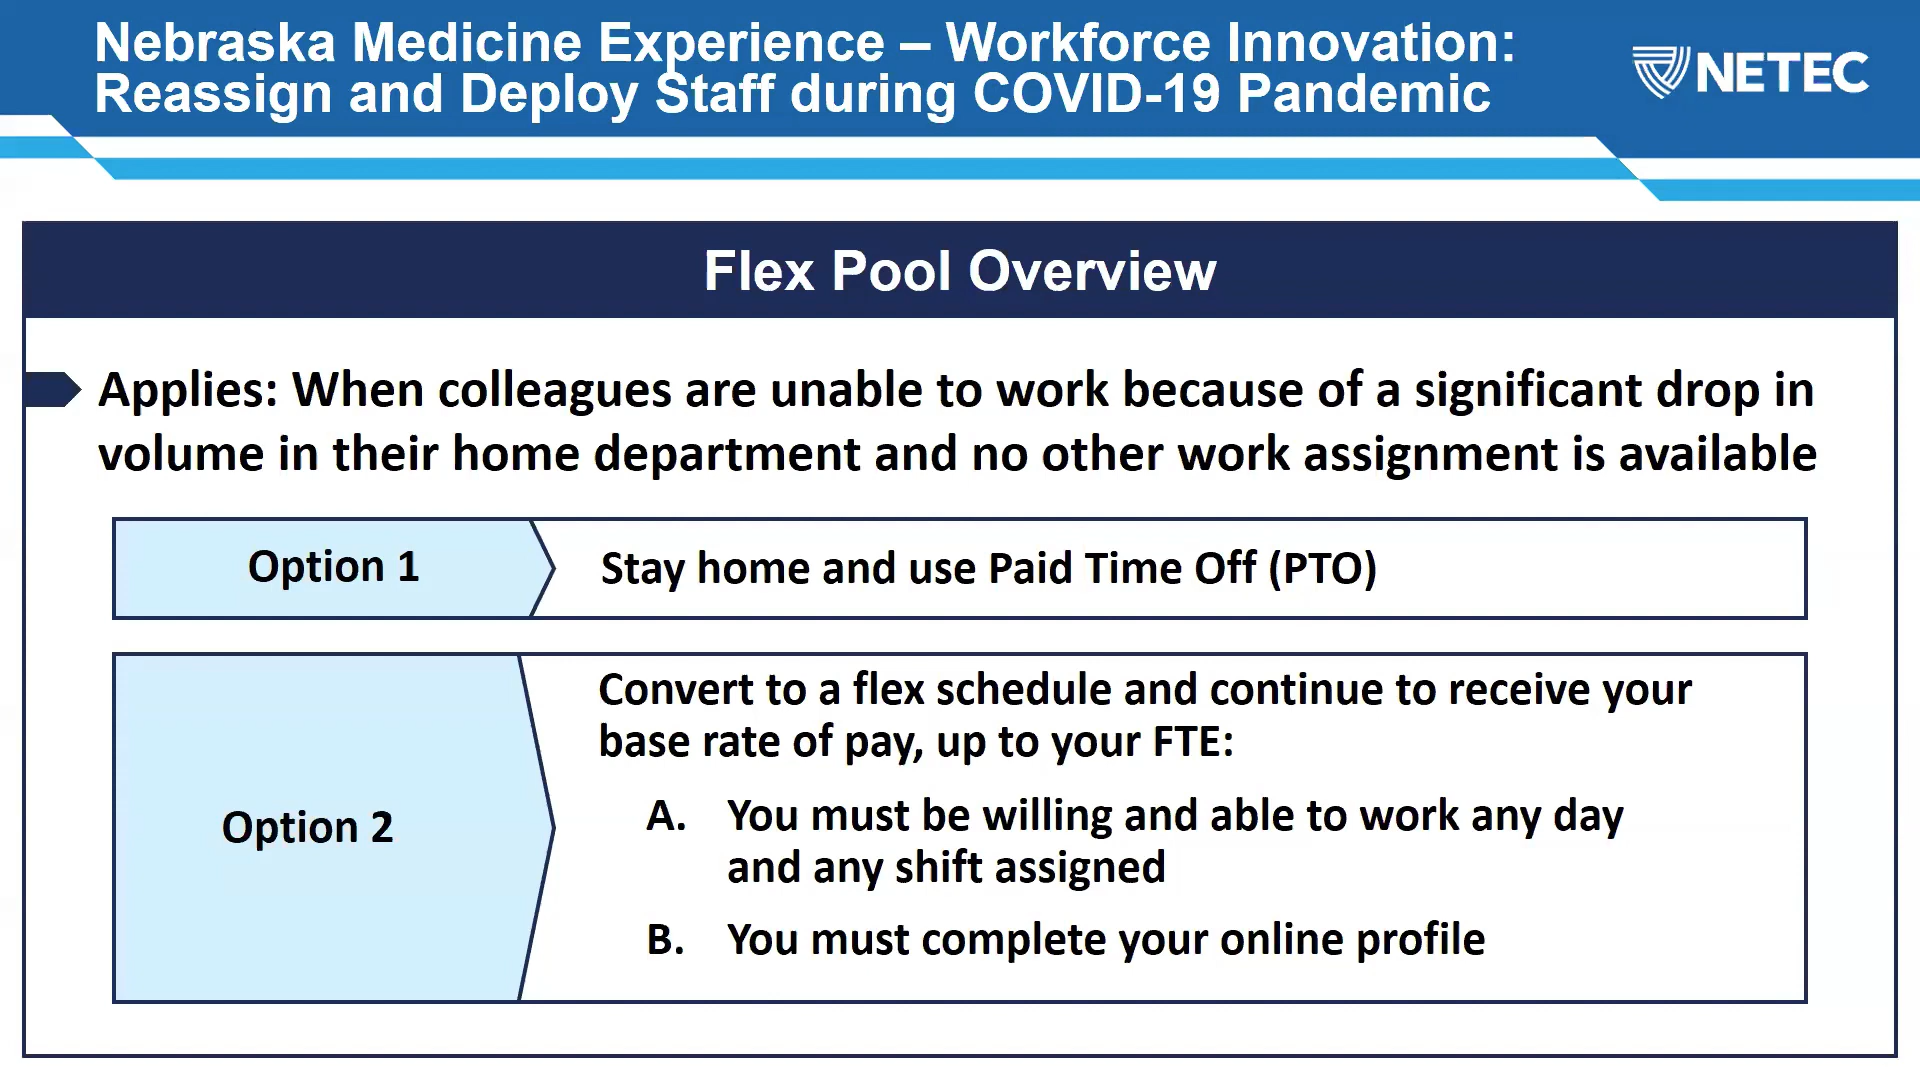 Nebraska Medicine Experience – Workforce Innovation:
Reassign and Deploy Staff during COVID-19 Pandemic
NETEC
Flex Pool Overview
Applies: When colleagues are unable to work because of a significant drop in
volume in their home department and no other work assignment is available
Option 1
Stay home and use Paid Time Off (PTO)
Option 2
Convert to a flex schedule and continue to receive your
base rate of pay, up to your FTE:
A. You must be willing and able to work any day
and any shift assigned
B. You must complete your online profile